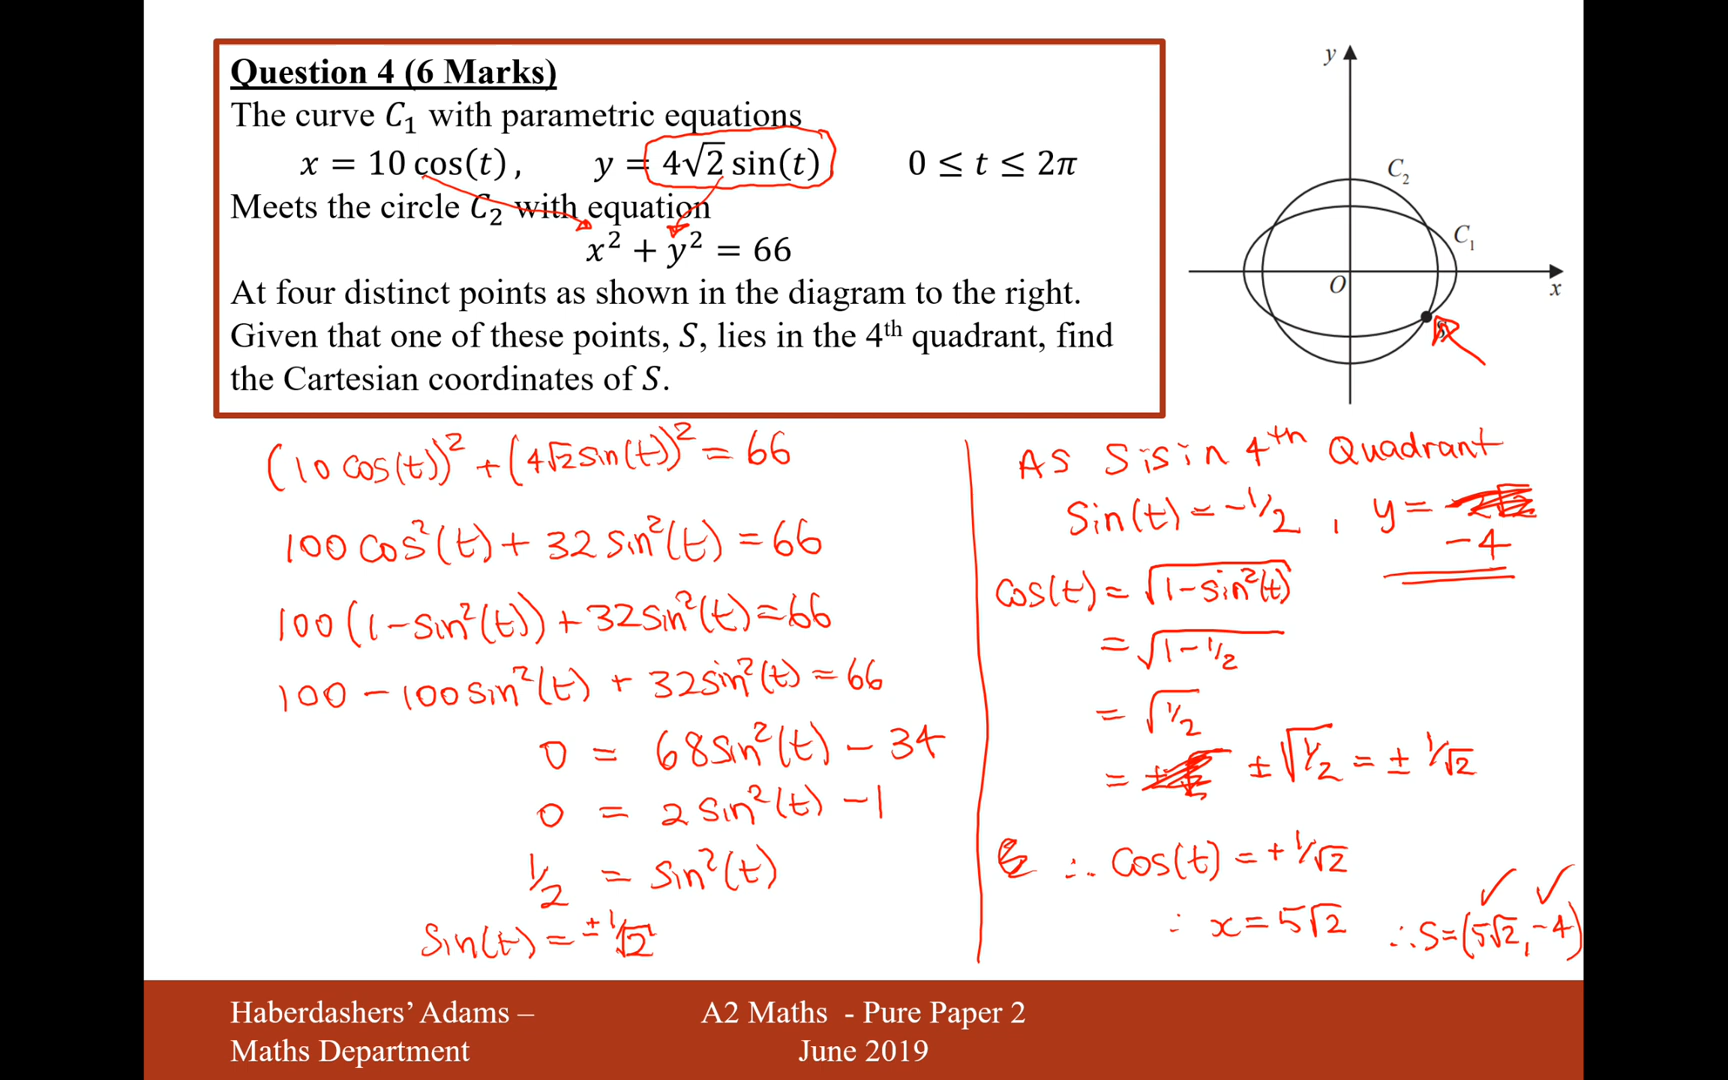 Question 4 (6 Marks)
The curve C₁ with parametric equations
x = 10 cos(t), y = 4√2 sin(t) 0 ≤ t ≤ 2π
Meets the circle C₂ with equation
x² + y² = 66
At four distinct points as shown in the diagram to the right.
Given that one of these points, S, lies in the 4th quadrant, find
the Cartesian coordinates of S.
y
C₂
C₁
O
x
(10 cos(t))² + (4√2 sin(t))² = 66
100 cos²(t) + 32 sin²(t) = 66
100 (1 - sin²(t)) + 32 sin²(t) = 66
100 - 100 sin²(t) + 32 sin²(t) = 66
0 = 68 sin²(t) - 34
0 = 2 sin²(t) - 1
1/2 = sin²(t)
Sin(t) = ± 1/√2
As S is in 4th Quadrant
Sin(t) = -1/2, y =
-4
Cos(t) = √(1 - sin²(t))
= √(1 - 1/2)
= √(1/2)
= ± √(1/2) = ± 1/√2
∴ Cos(t) = + 1/√2
∴ x = 5√2 ∴ S = (5√2, -4)
Haberdashers' Adams –
Maths Department
A2 Maths - Pure Paper 2
June 2019